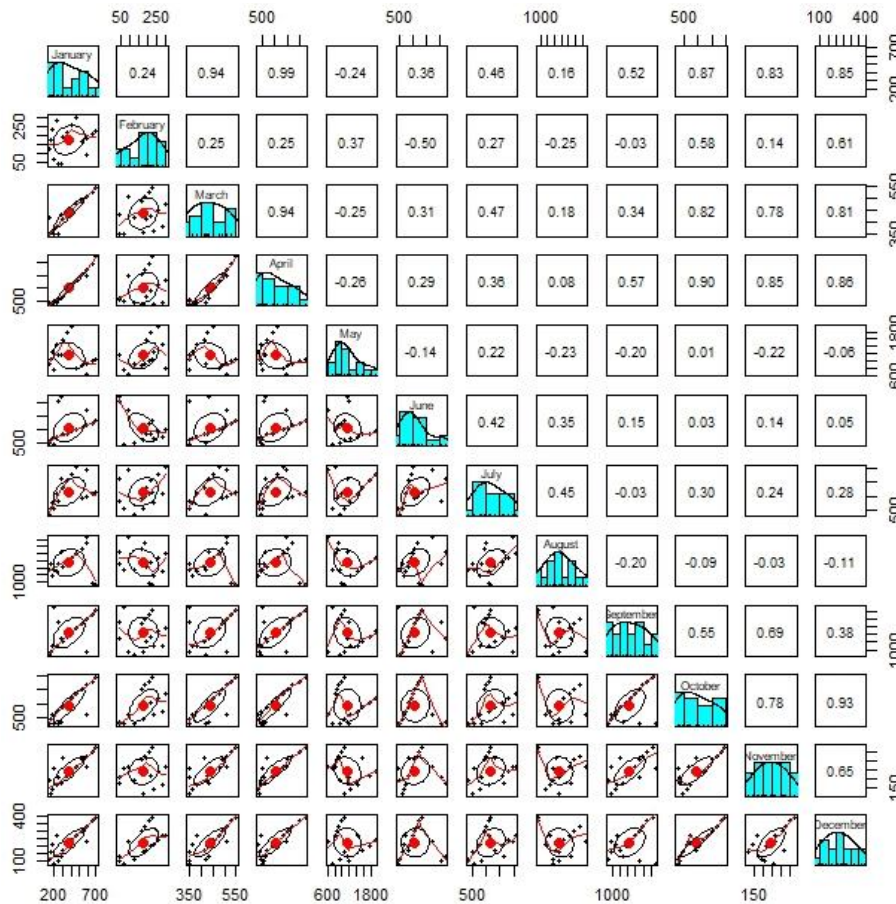 50 250 500 500 1000 500 100 400
January 0.24 0.94 0.99 -0.24 0.36 0.46 0.16 0.52 0.87 0.83 0.85 200 700
50 250 February 0.25 0.25 0.37 -0.50 0.27 -0.25 -0.03 0.58 0.14 0.61
March 0.94 -0.25 0.31 0.47 0.18 0.34 0.82 0.78 0.81 350 550
500 April -0.26 0.29 0.36 0.08 0.57 0.90 0.85 0.86
May -0.14 0.22 -0.23 -0.20 0.01 -0.22 -0.06 600 1800
500 June 0.42 0.35 0.15 0.03 0.14 0.05
July 0.45 -0.03 0.30 0.24 0.28 500
1000 August -0.20 -0.09 -0.03 -0.11
September 0.55 0.69 0.38 1000
500 October 0.78 0.93
November 0.65 150
100 400 December
200 700 350 550 600 1800 500 1000 150